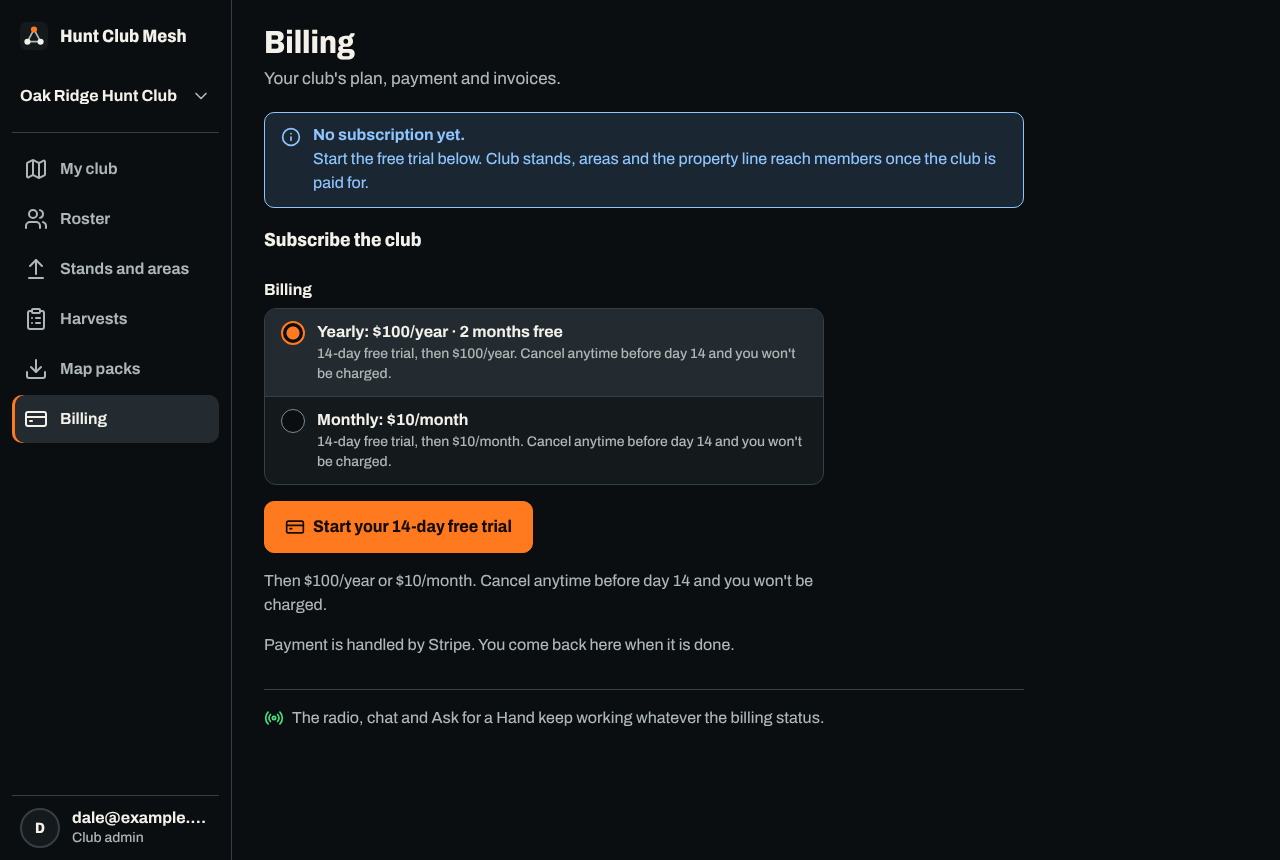 Hunt Club Mesh
Oak Ridge Hunt Club
My club
Roster
Stands and areas
Harvests
Map packs
Billing
D
dale@example....
Club admin
Billing
Your club's plan, payment and invoices.
No subscription yet.
Start the free trial below. Club stands, areas and the property line reach members once the club is
paid for.
Subscribe the club
Billing
Yearly: $100/year · 2 months free
14-day free trial, then $100/year. Cancel anytime before day 14 and you won't
be charged.
Monthly: $10/month
14-day free trial, then $10/month. Cancel anytime before day 14 and you won't
be charged.
Start your 14-day free trial
Then $100/year or $10/month. Cancel anytime before day 14 and you won't be
charged.
Payment is handled by Stripe. You come back here when it is done.
The radio, chat and Ask for a Hand keep working whatever the billing status.